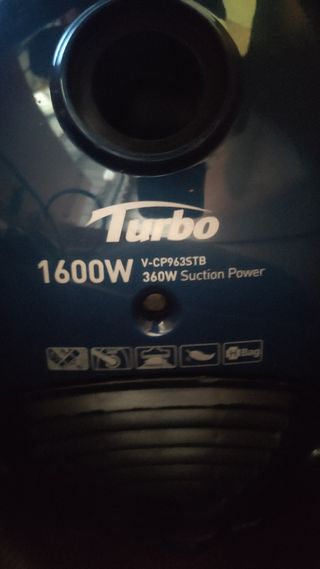 Turbo
1600W V-CP963STB
360W Suction Power
Bag